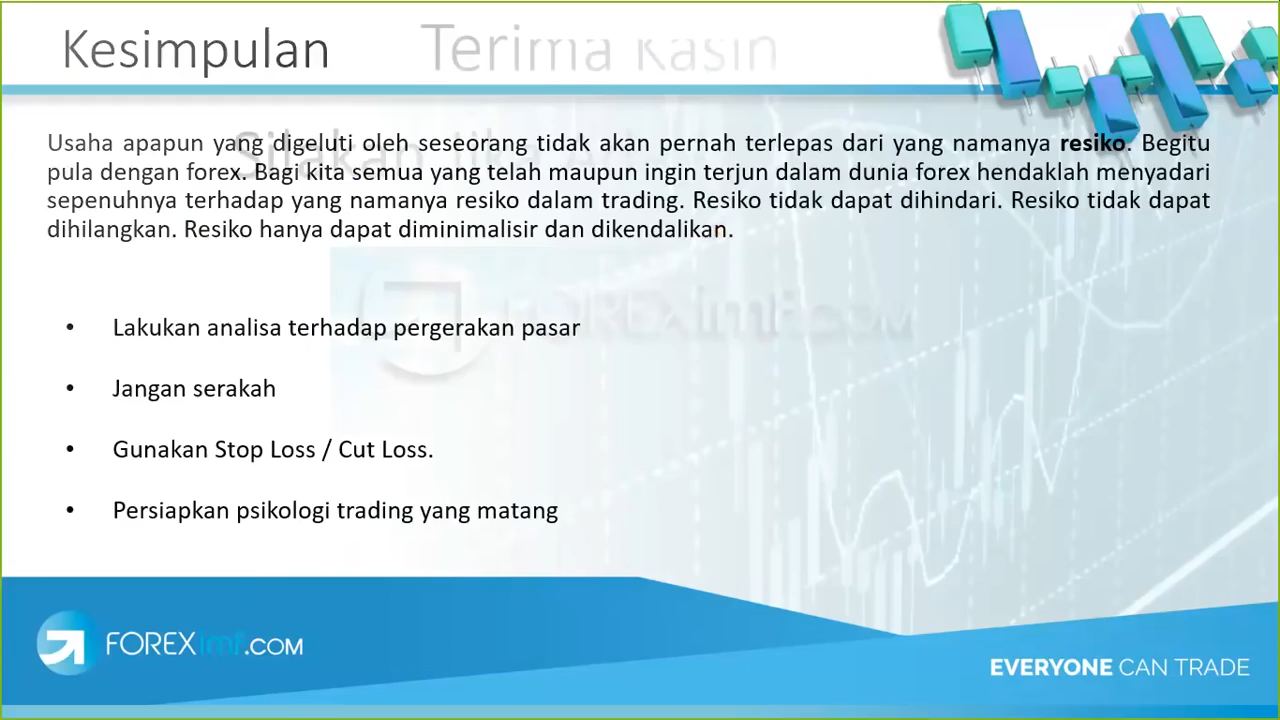 Kesimpulan
Terima Kasih
Usaha apapun yang digeluti oleh seseorang tidak akan pernah terlepas dari yang namanya resiko. Begitu
pula dengan forex. Bagi kita semua yang telah maupun ingin terjun dalam dunia forex hendaklah menyadari
sepenuhnya terhadap yang namanya resiko dalam trading. Resiko tidak dapat dihindari. Resiko tidak dapat
dihilangkan. Resiko hanya dapat diminimalisir dan dikendalikan.
Silakan
FOREXimf.COM
• Lakukan analisa terhadap pergerakan pasar
• Jangan serakah
• Gunakan Stop Loss / Cut Loss.
• Persiapkan psikologi trading yang matang
FOREXimf.COM
EVERYONE CAN TRADE